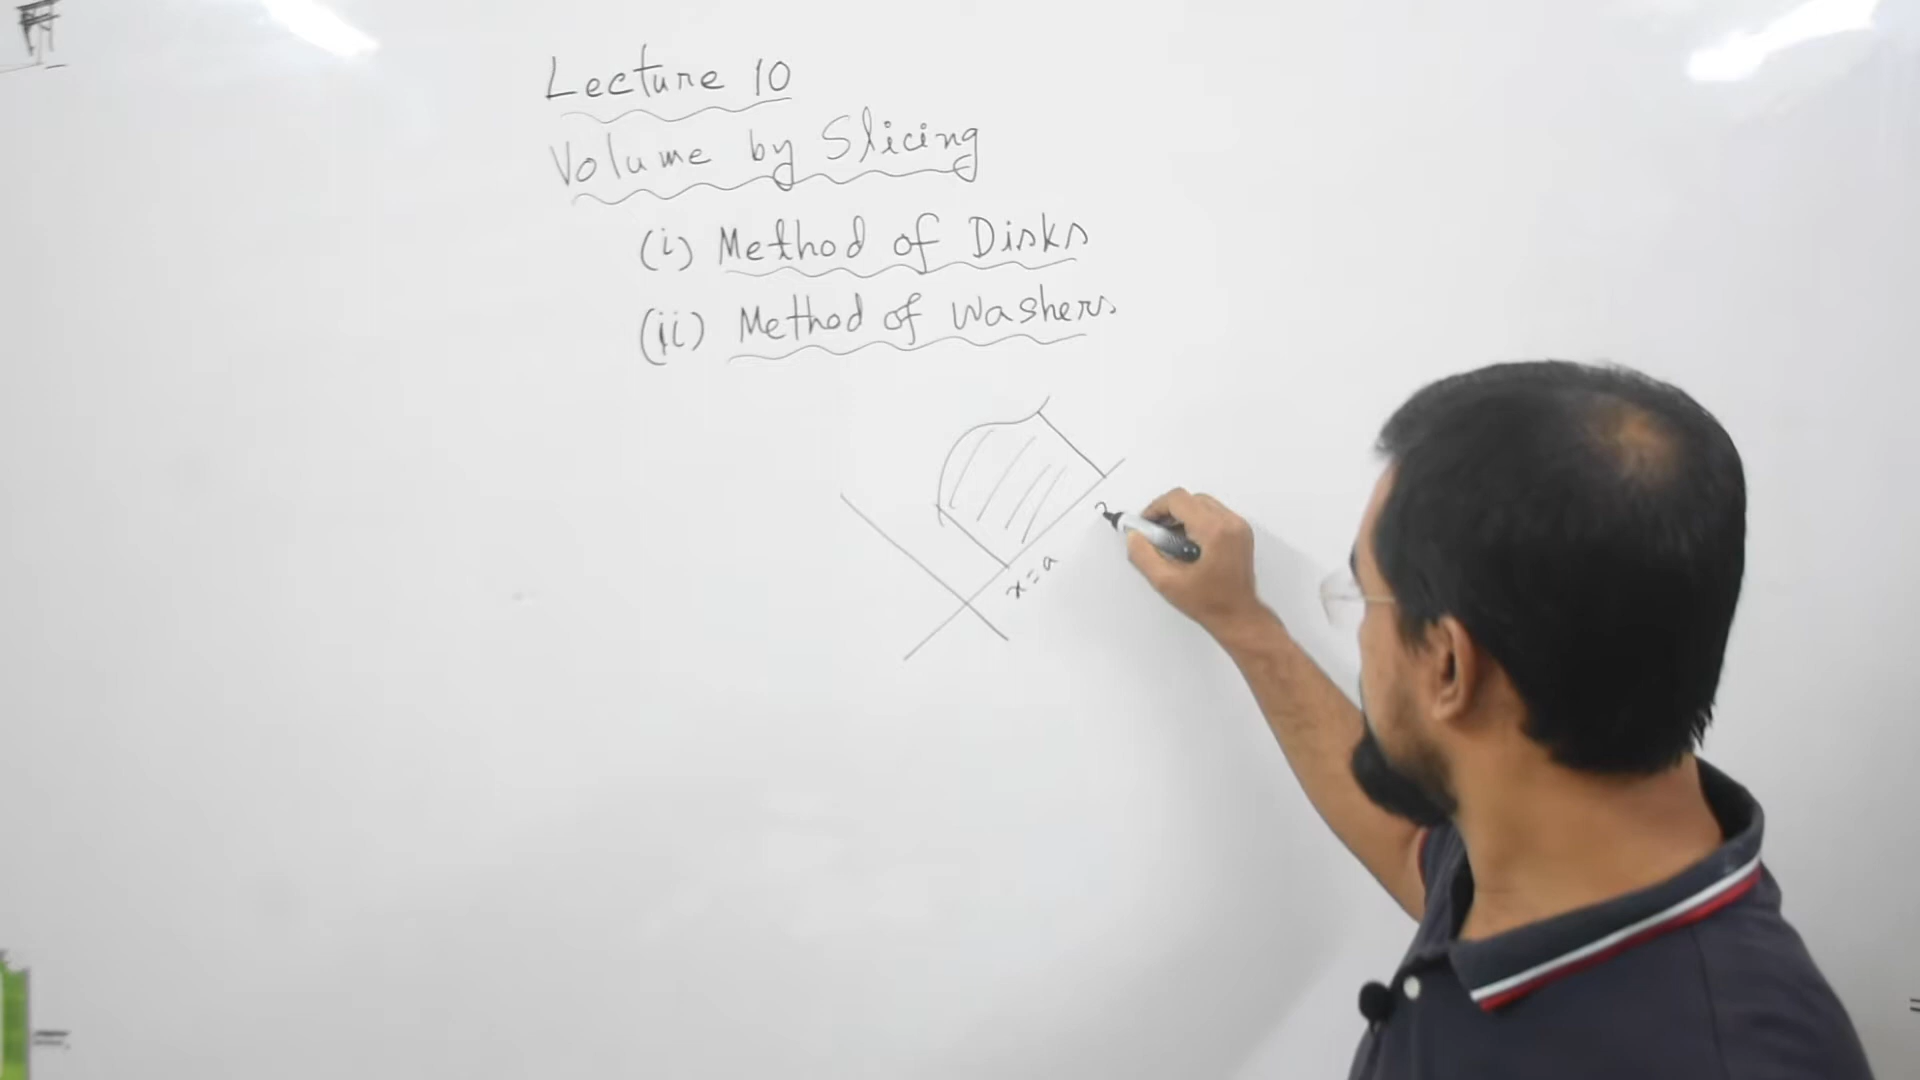 Lecture 10
Volume by Slicing
(i) Method of Disks
(ii) Method of Washers
x = a